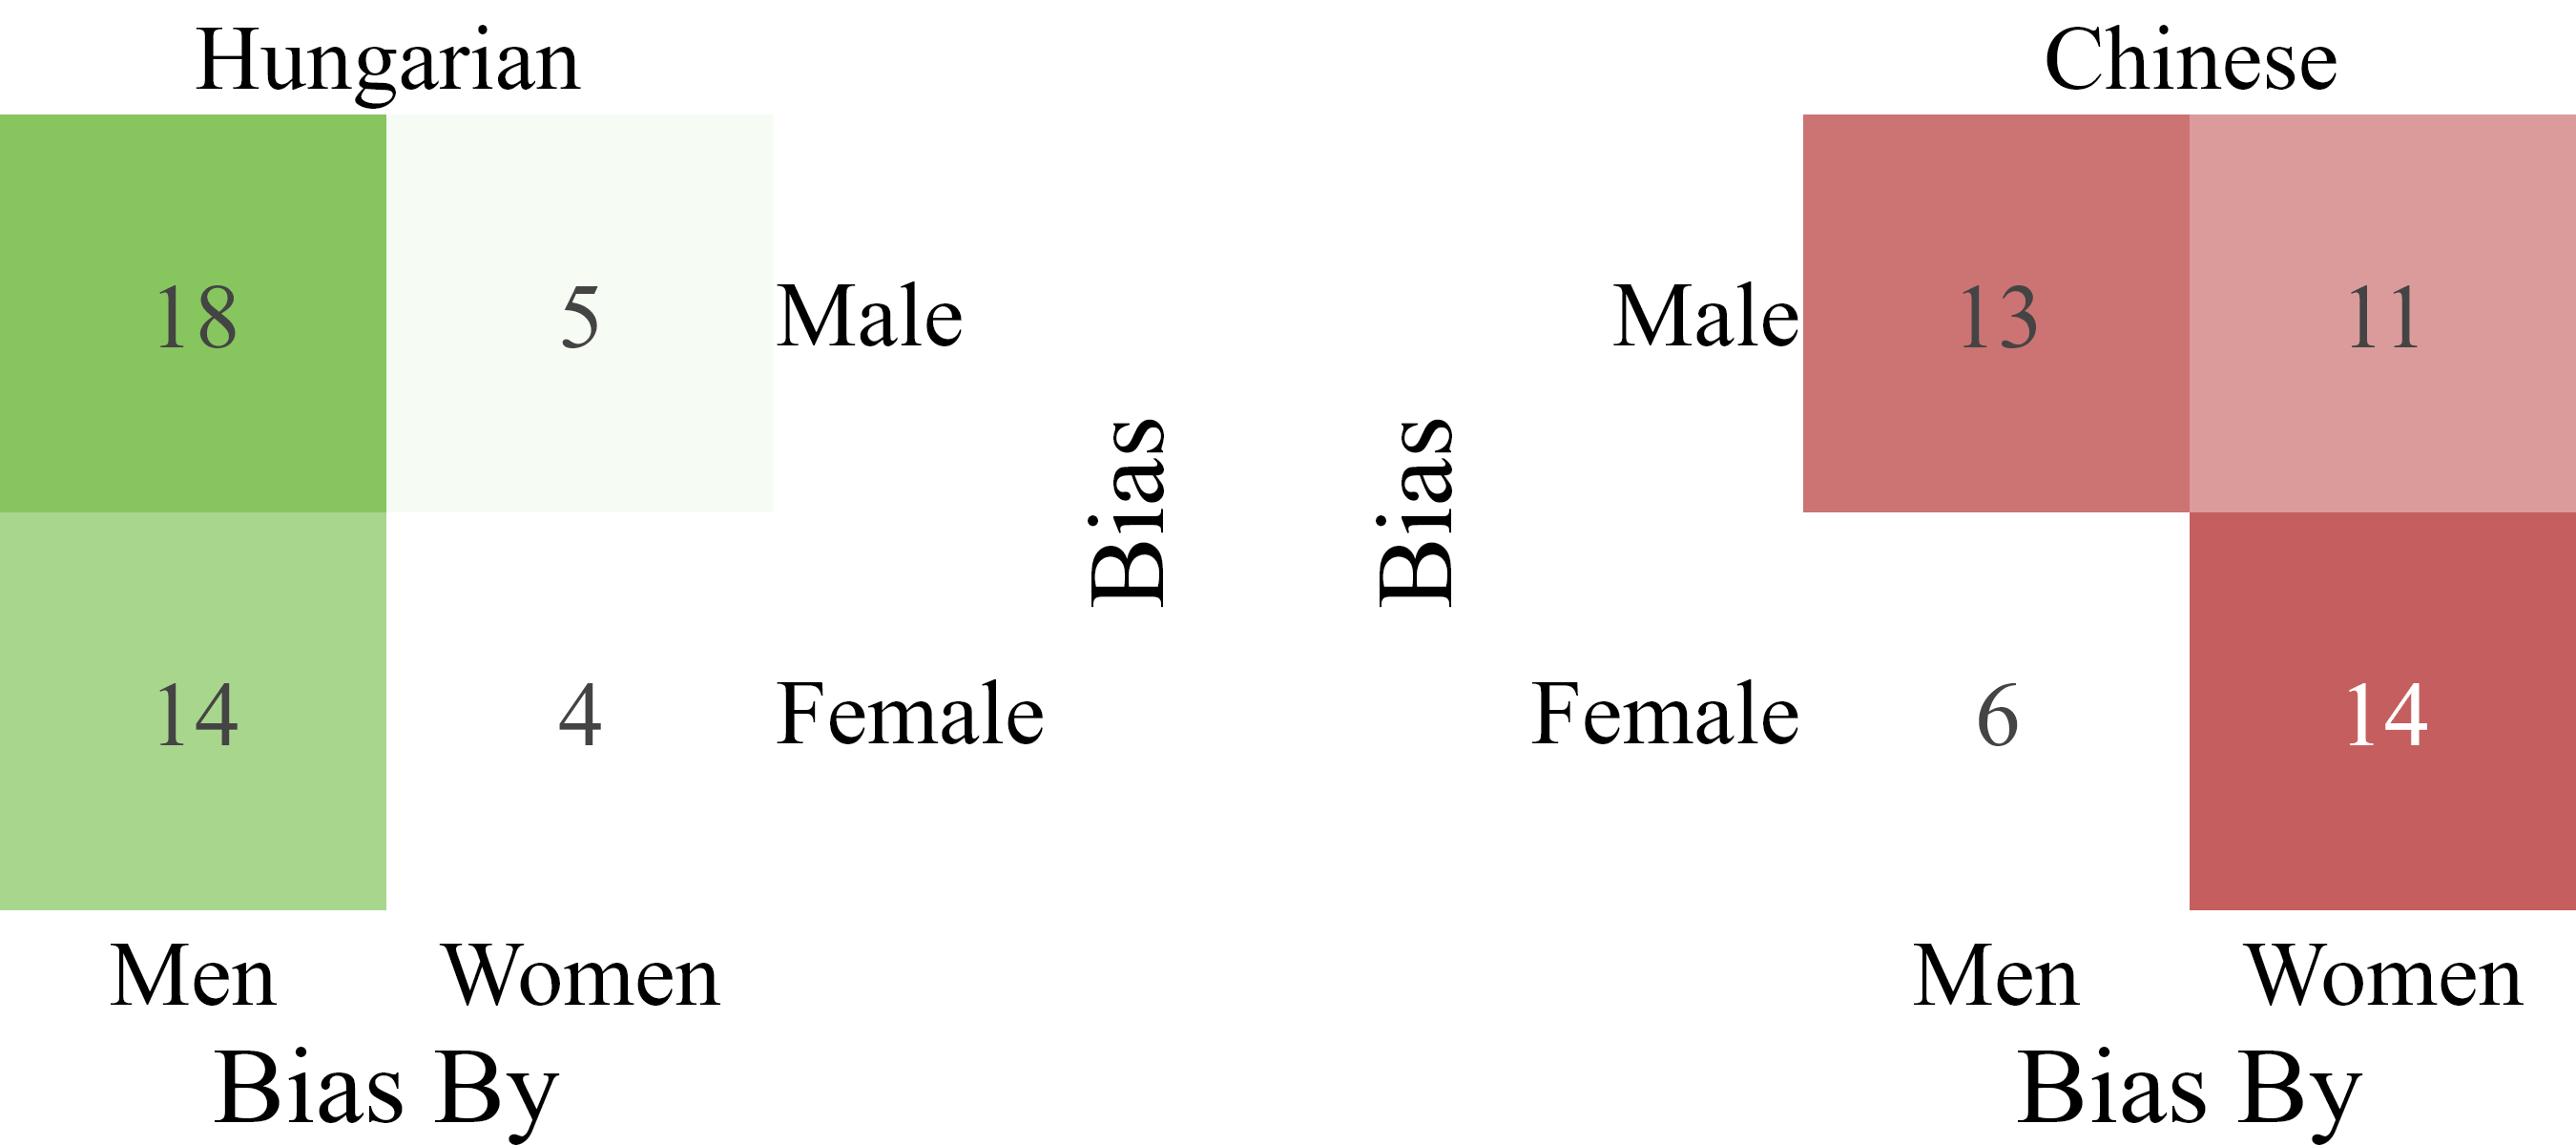 Hungarian
18 5 Male
14 4 Female
Bias
Men Women
Bias By
Chinese
Male 13 11
Female 6 14
Bias
Men Women
Bias By